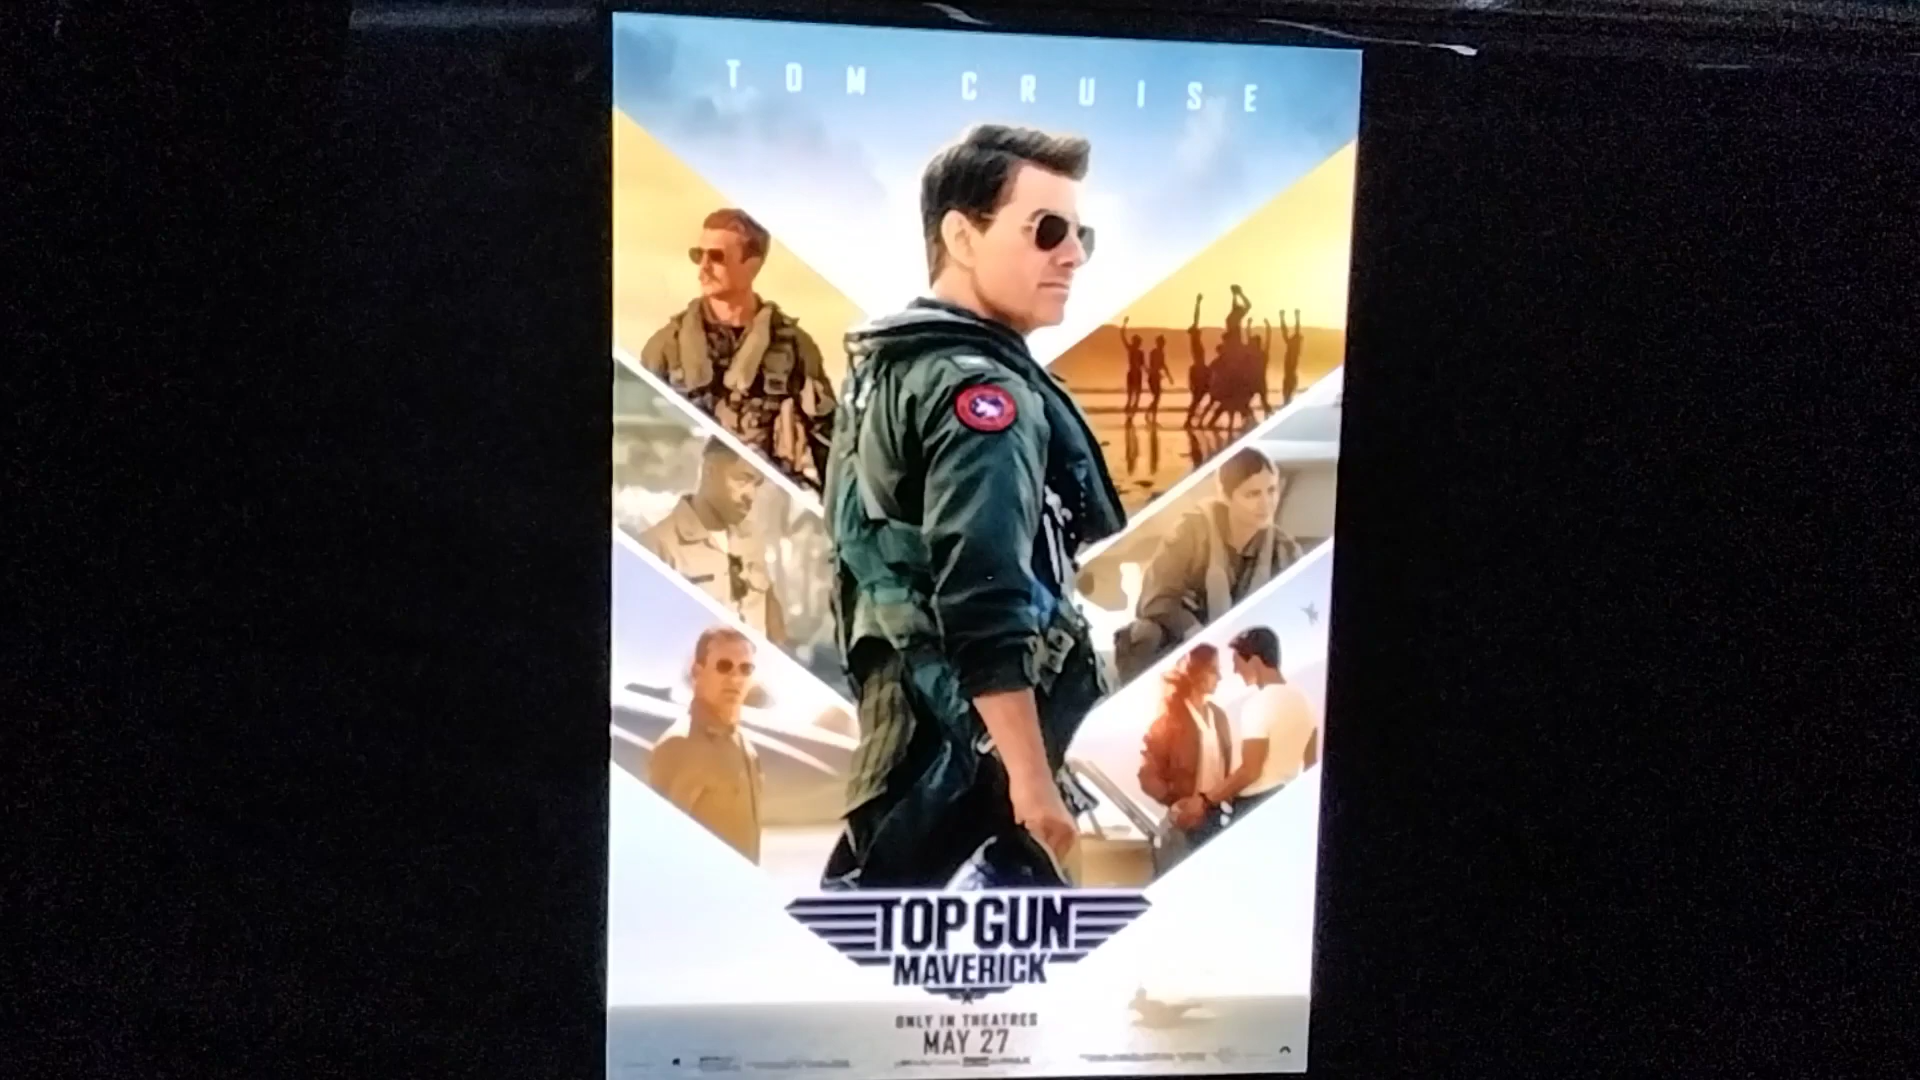 TOM CRUISE
TOP GUN
MAVERICK
ONLY IN THEATRES
MAY 27